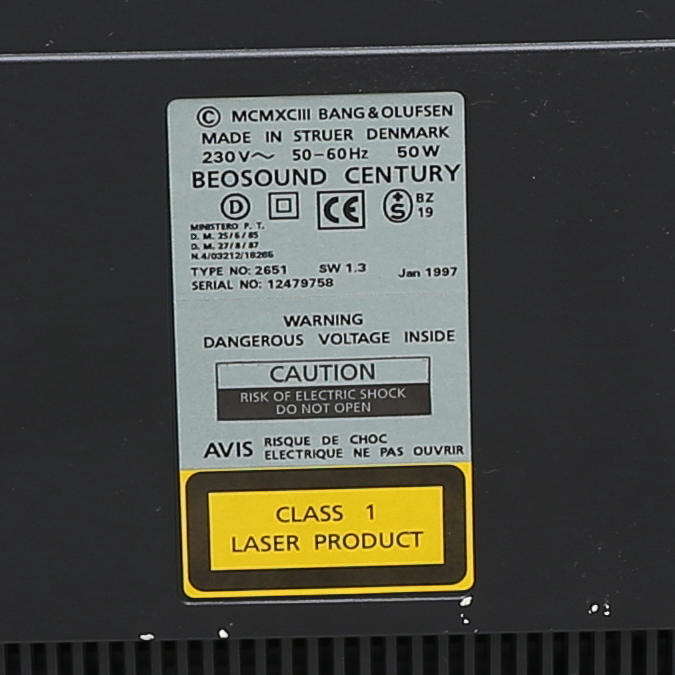 © MCMXCIII BANG & OLUFSEN
MADE IN STRUER DENMARK
230V~ 50-60Hz 50W
BEOSOUND CENTURY
D CE S BZ 19
MINISTERO P. T.
D. M. 25/6/85
D. M. 27/8/87
N.4/03212/18266
TYPE NO: 2651 SW 1.3 Jan 1997
SERIAL NO: 12479758
WARNING
DANGEROUS VOLTAGE INSIDE
CAUTION
RISK OF ELECTRIC SHOCK
DO NOT OPEN
AVIS RISQUE DE CHOC
ELECTRIQUE NE PAS OUVRIR
CLASS 1
LASER PRODUCT